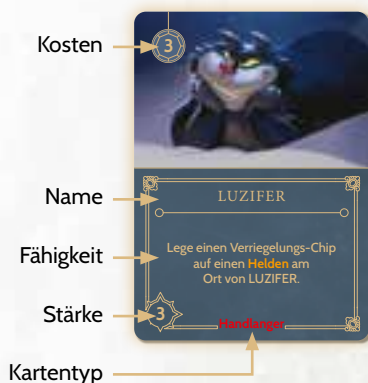 Kosten
3
Name
LUZIFER
Fähigkeit
Lege einen Verriegelungs-Chip
auf einen Helden am
Ort von LUZIFER.
Stärke
3
Handlanger
Kartentyp